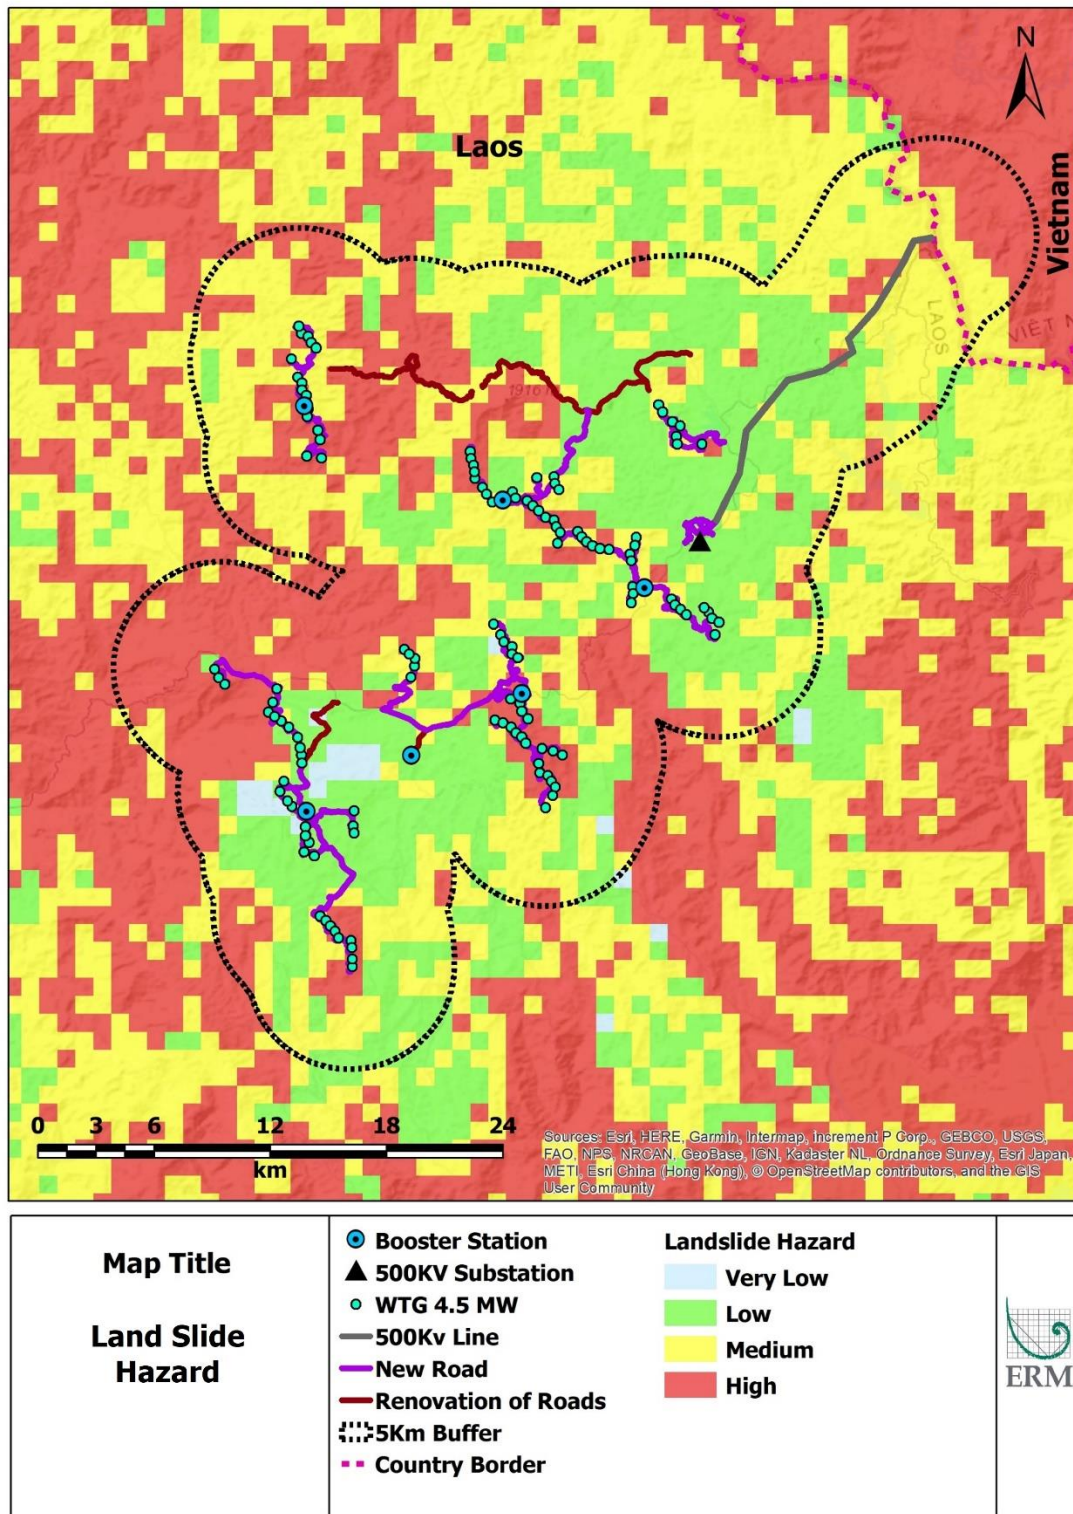 N
Laos
Vietnam
LAOS
VIÊT N
0 3 6 12 18 24
km
Sources: Esri, HERE, Garmin, Intermap, increment P Corp., GEBCO, USGS,
FAO, NPS, NRCAN, GeoBase, IGN, Kadaster NL, Ordnance Survey, Esri Japan,
METI, Esri China (Hong Kong), © OpenStreetMap contributors, and the GIS
User Community
Map Title
Land Slide
Hazard
Booster Station
500KV Substation
WTG 4.5 MW
500Kv Line
New Road
Renovation of Roads
5Km Buffer
Country Border
Landslide Hazard
Very Low
Low
Medium
High
ERM